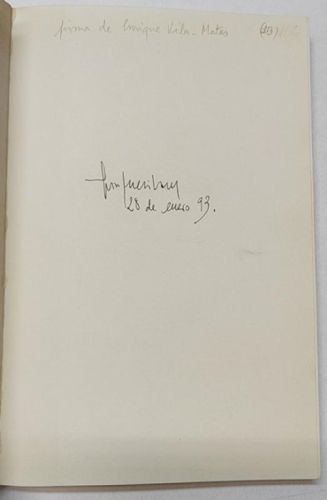 firma de Enrique Vila-Matas
28 de enero 93.